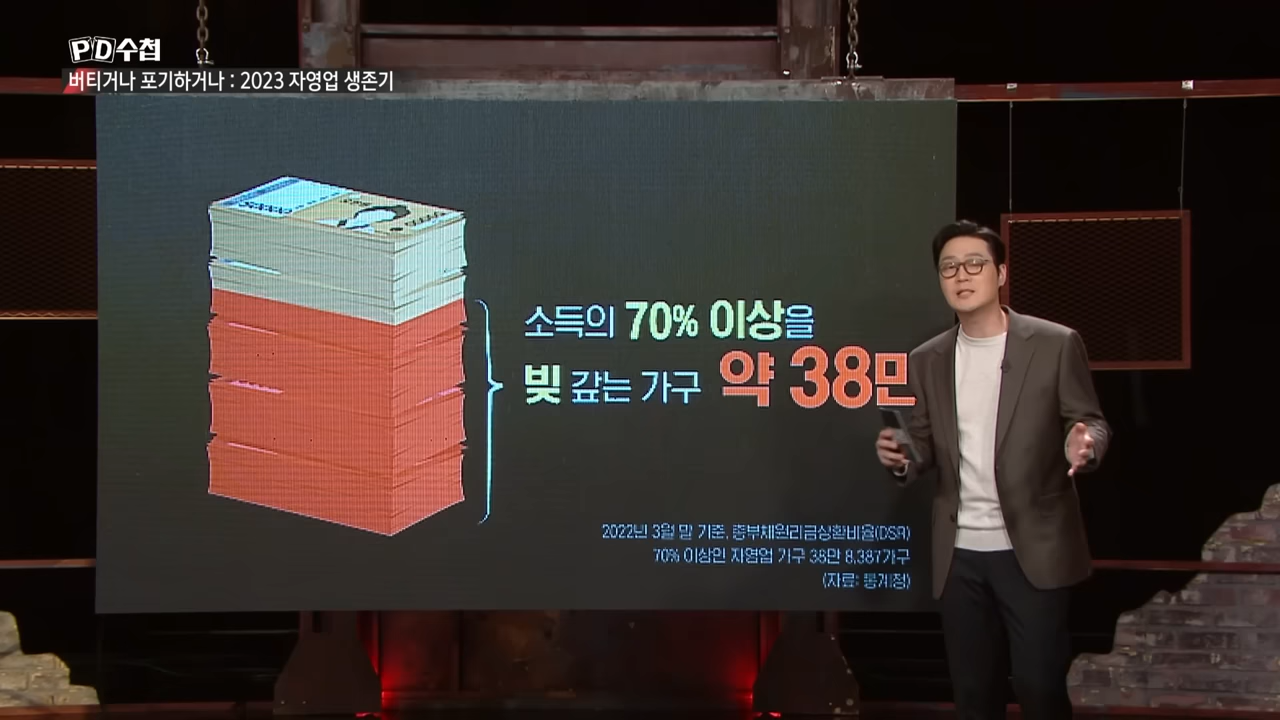 PD수첩
버티거나 포기하거나 : 2023 자영업 생존기
50000
소득의 70% 이상을
빚 갚는 가구 약 38만
2022년 3월 말 기준, 총부채원리금상환비율(DSR)
70% 이상인 자영업 가구 38만 8,387가구
(자료: 통계청)